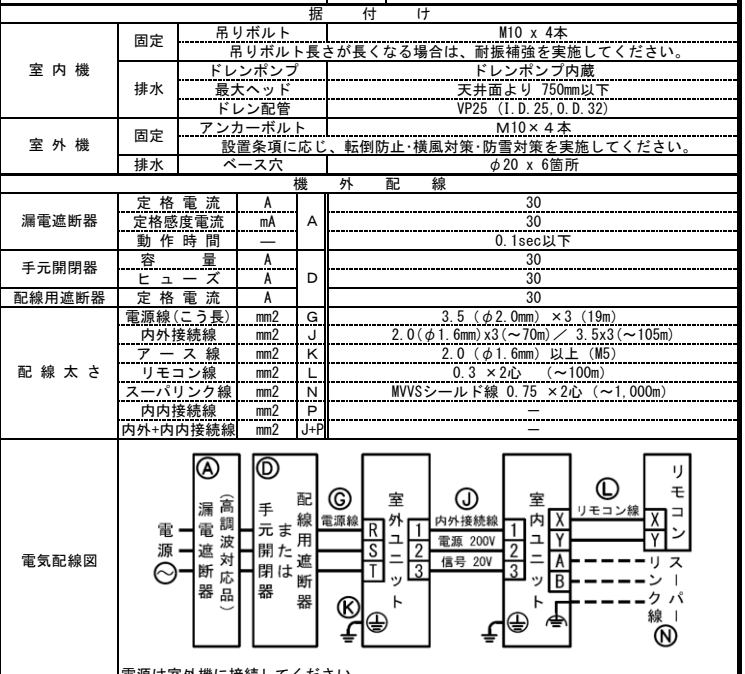 据 付 け
室内機 固定 吊りボルト M10 x 4本
吊りボルト長さが長くなる場合は、耐振補強を実施してください。
排水 ドレンポンプ ドレンポンプ内蔵
最大ヘッド 天井面より 750mm以下
ドレン配管 VP25 (I.D.25,O.D.32)
室外機 固定 アンカーボルト M10×4本
設置条項に応じ、転倒防止･横風対策･防雪対策を実施してください。
排水 ベース穴 φ20 x 6箇所
機 外 配 線
漏電遮断器 定格電流 A A 30
定格感度電流 mA 30
動作時間 ― 0.1sec以下
手元開閉器 容量 A D 30
ヒューズ A 30
配線用遮断器 定格電流 A 30
配線太さ 電源線(こう長) mm2 G 3.5 (φ2.0mm) ×3 (19m)
内外接続線 mm2 J 2.0(φ1.6mm)x3(～70m)／ 3.5x3(～105m)
アース線 mm2 K 2.0 (φ1.6mm) 以上 (M5)
リモコン線 mm2 L 0.3 ×2心 (～100m)
スーパリンク線 mm2 N MVVSシールド線 0.75 ×2心 (～1,000m)
内内接続線 mm2 P ―
内外+内内接続線 mm2 J+P ―
電気配線図
電源
A
漏電遮断器
(高調波対応品)
D
手元開閉器
または
配線用遮断器
G
電源線
室外ユニット
R
S
T
1
2
3
K
J
内外接続線
電源 200V
信号 20V
室内ユニット
1
2
3
X
Y
A
B
L
リモコン線
リモコン
X
Y
スーパーリンク線
N
電源は室外機に接続してください